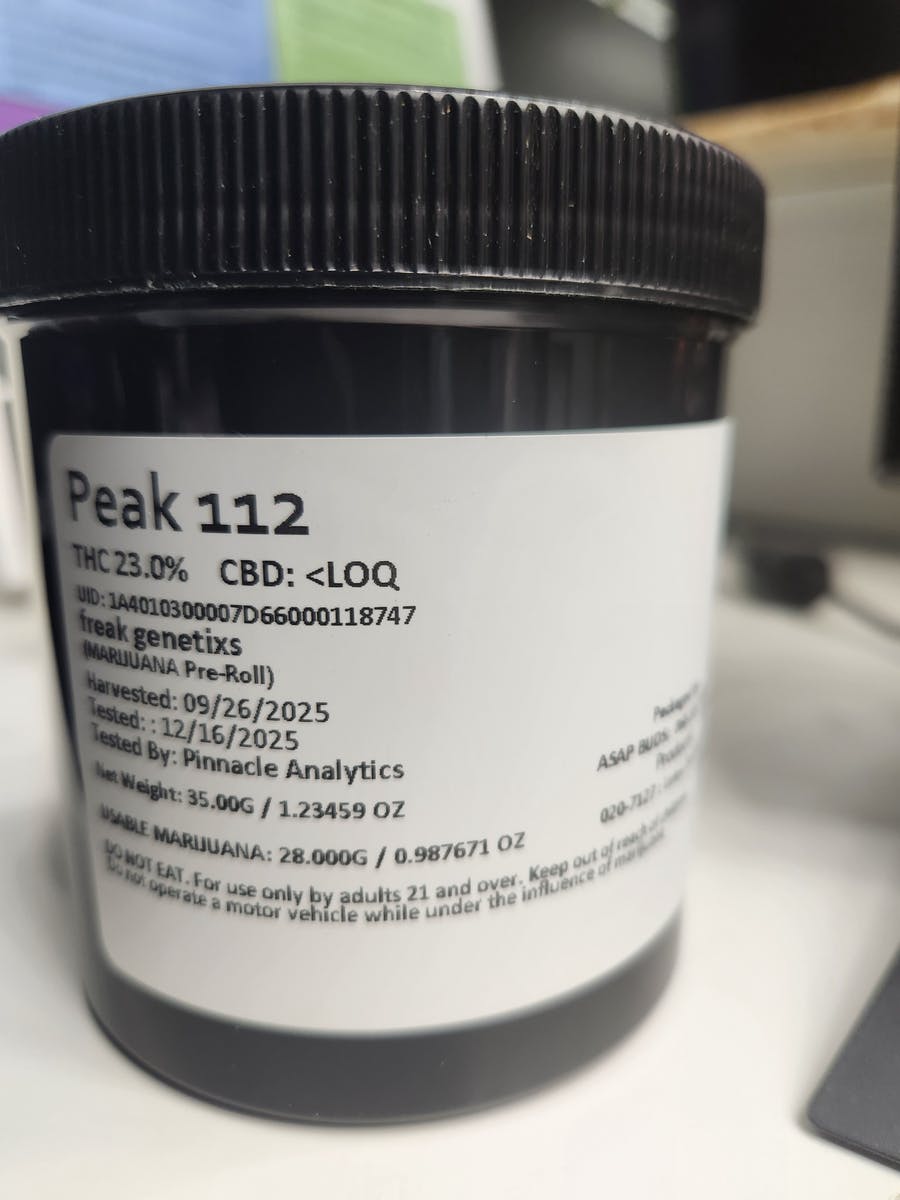 Peak 112
THC 23.0% CBD: <LOQ
UID: 1A4010300007D66000118747
freak genetixs
(MARIJUANA Pre-Roll)
Harvested: 09/26/2025
Tested: : 12/16/2025
Tested By: Pinnacle Analytics
Net Weight: 35.00G / 1.23459 OZ
USABLE MARIJUANA: 28.000G / 0.987671 OZ
DO NOT EAT. For use only by adults 21 and over. Keep out of reach of
Do not operate a motor vehicle while under the influence of
ASAP BUDS
020-7127